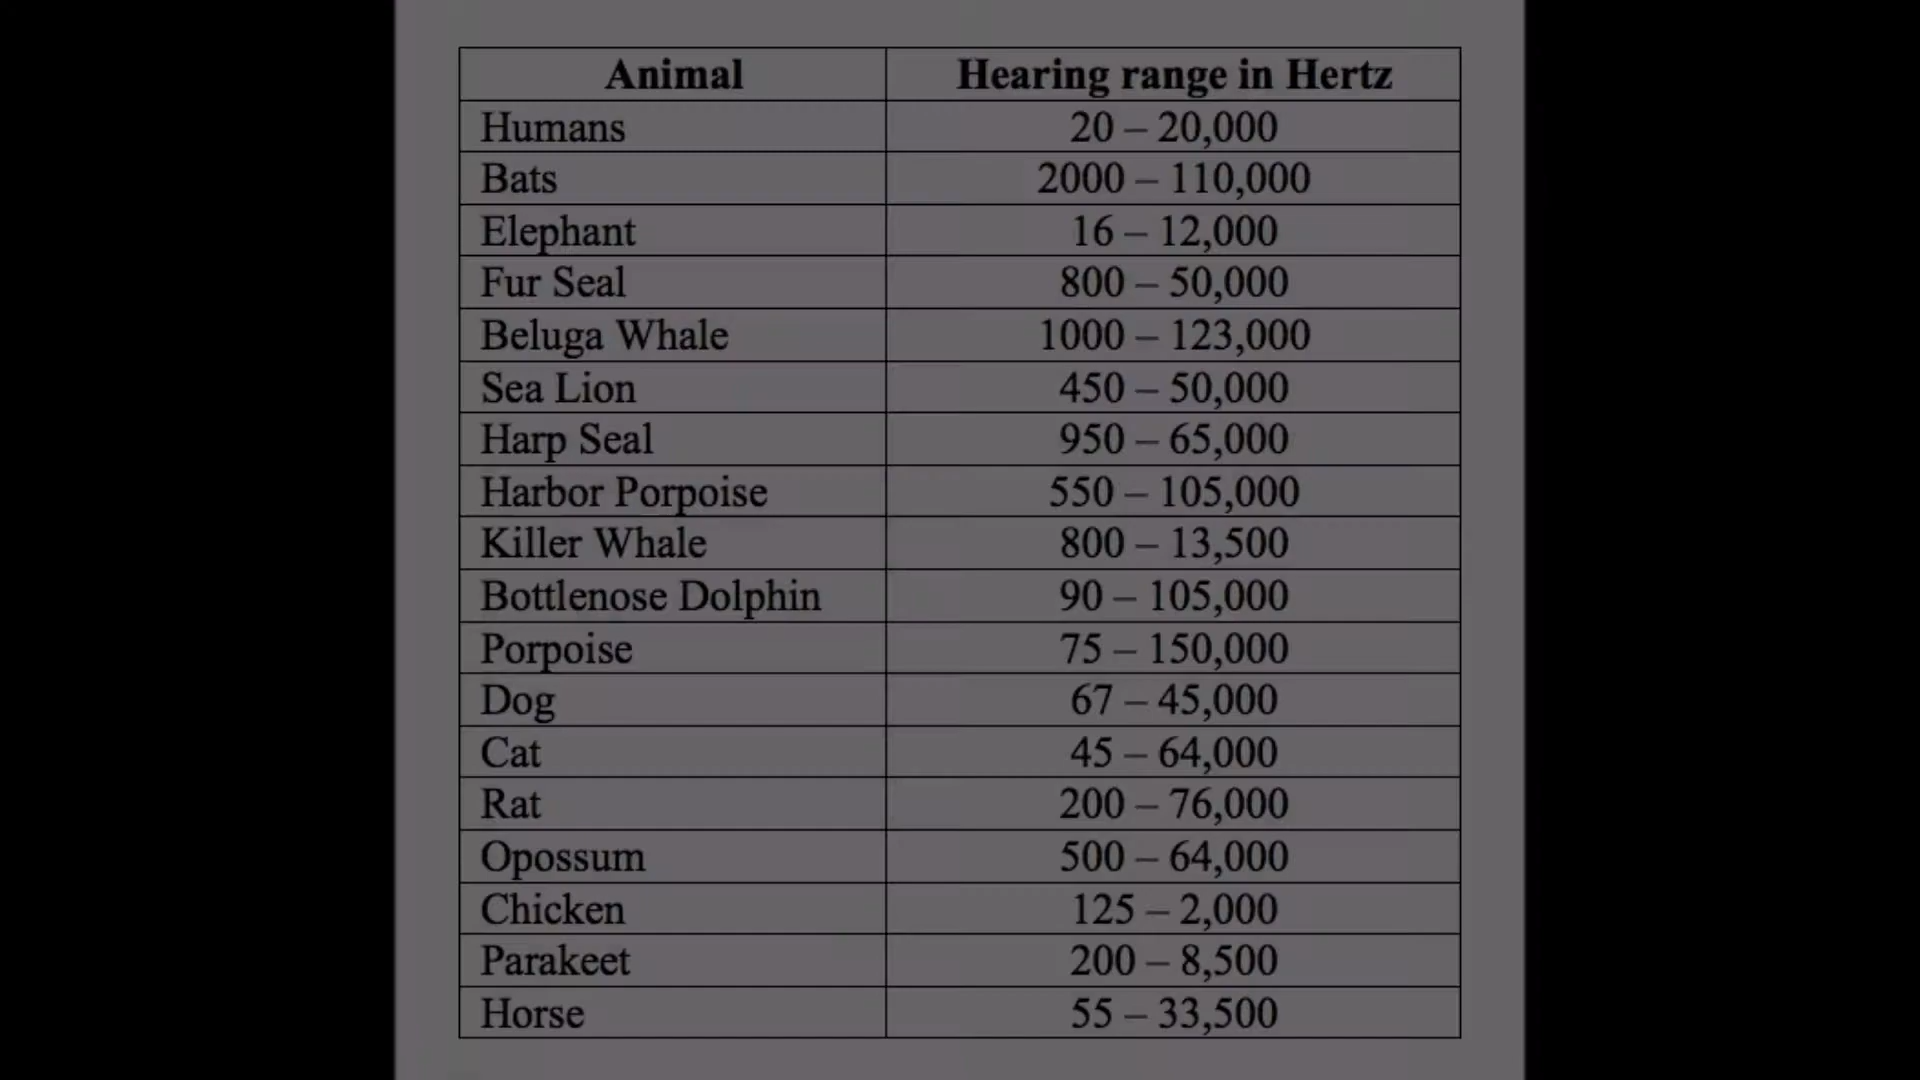 Animal Hearing range in Hertz
Humans 20 – 20,000
Bats 2000 – 110,000
Elephant 16 – 12,000
Fur Seal 800 – 50,000
Beluga Whale 1000 – 123,000
Sea Lion 450 – 50,000
Harp Seal 950 – 65,000
Harbor Porpoise 550 – 105,000
Killer Whale 800 – 13,500
Bottlenose Dolphin 90 – 105,000
Porpoise 75 – 150,000
Dog 67 – 45,000
Cat 45 – 64,000
Rat 200 – 76,000
Opossum 500 – 64,000
Chicken 125 – 2,000
Parakeet 200 – 8,500
Horse 55 – 33,500